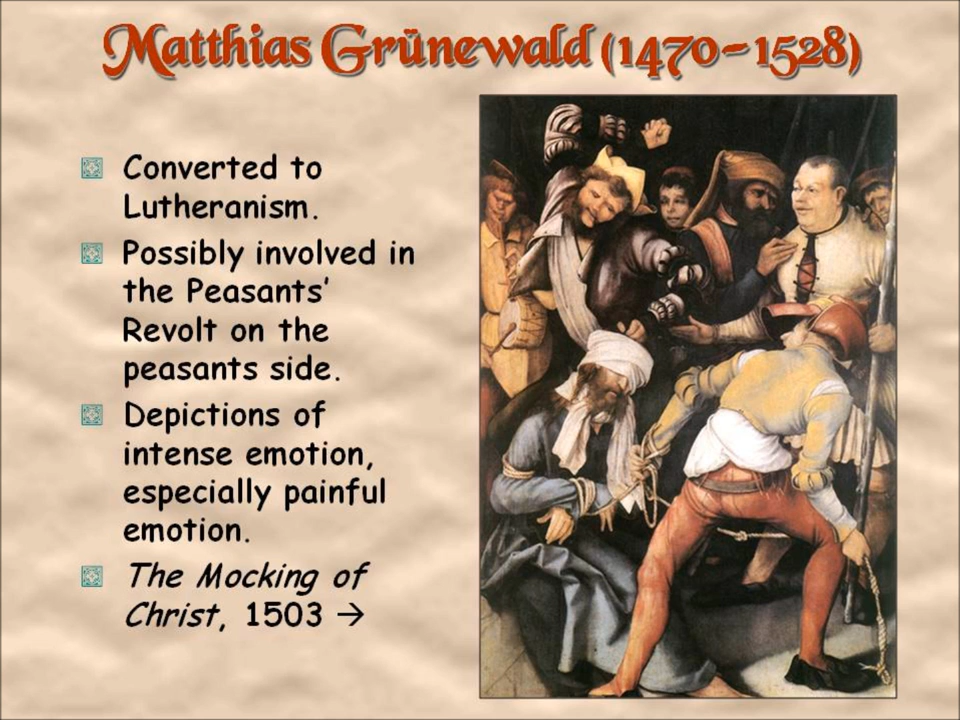 Matthias Grünewald (1470-1528)
Converted to
Lutheranism.
Possibly involved in
the Peasants’
Revolt on the
peasants side.
Depictions of
intense emotion,
especially painful
emotion.
The Mocking of
Christ, 1503 →